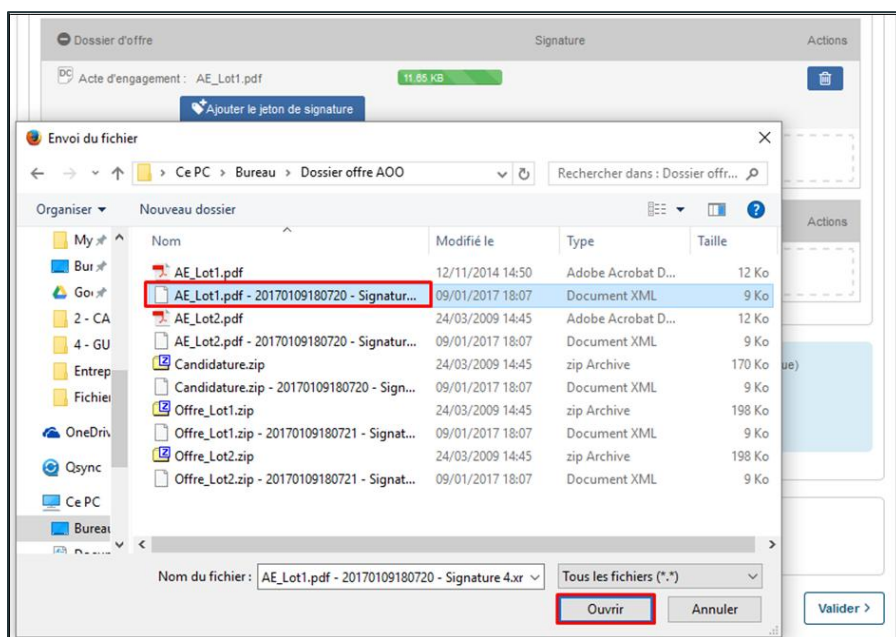 Dossier d'offre Signature Actions
DC Acte d'engagement : AE_Lot1.pdf 11.65 KB
Ajouter le jeton de signature
Envoi du fichier
Ce PC > Bureau > Dossier offre AOO Rechercher dans : Dossier offr...
Organiser Nouveau dossier
Actions
Nom Modifié le Type Taille
AE_Lot1.pdf 12/11/2014 14:50 Adobe Acrobat D... 12 Ko
AE_Lot1.pdf - 20170109180720 - Signatur... 09/01/2017 18:07 Document XML 9 Ko
AE_Lot2.pdf 24/03/2009 14:45 Adobe Acrobat D... 12 Ko
AE_Lot2.pdf - 20170109180720 - Signatur... 09/01/2017 18:07 Document XML 9 Ko
Candidature.zip 24/03/2009 14:45 zip Archive 170 Ko
Candidature.zip - 20170109180720 - Sign... 09/01/2017 18:07 Document XML 9 Ko
Offre_Lot1.zip 24/03/2009 14:45 zip Archive 198 Ko
Offre_Lot1.zip - 20170109180721 - Signat... 09/01/2017 18:07 Document XML 9 Ko
Offre_Lot2.zip 24/03/2009 14:45 zip Archive 198 Ko
Offre_Lot2.zip - 20170109180721 - Signat... 09/01/2017 18:07 Document XML 9 Ko
My
Bur
Go
2 - CA
4 - GU
Entrep
Fichie
OneDriv
Qsync
Ce PC
Bureau
ue)
Nom du fichier : AE_Lot1.pdf - 20170109180720 - Signature 4.xr Tous les fichiers (*.*)
Ouvrir Annuler
Valider >